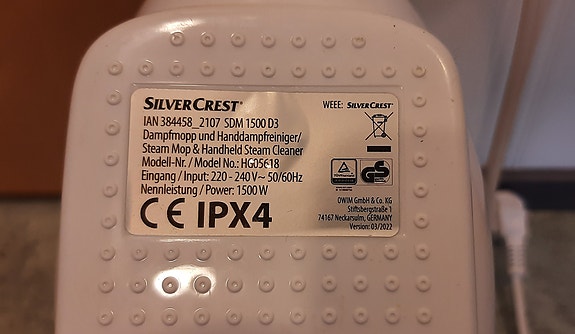 SILVERCREST® WEEE: SILVERCREST®
IAN 384458_2107 SDM 1500 D3
Dampfmopp und Handdampfreiniger/
Steam Mop & Handheld Steam Cleaner
Modell-Nr. / Model No.: HG05618
Eingang / Input: 220 - 240 V~ 50/60Hz
Nennleistung / Power: 1500 W
CE IPX4
GS
OWIM GmbH & Co. KG
Stiftsbergstraße 1
74167 Neckarsulm, GERMANY
Version: 03/2022